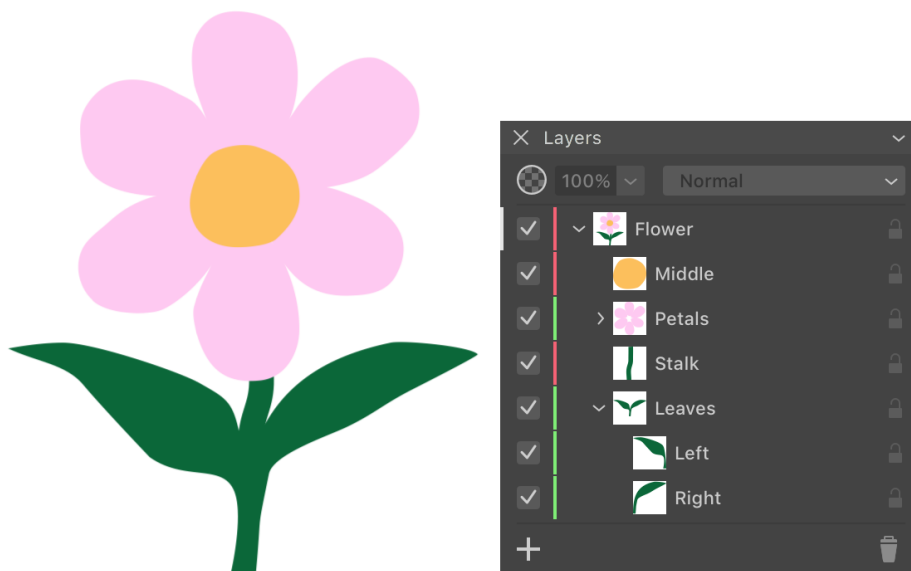 Layers
100% Normal
Flower
Middle
Petals
Stalk
Leaves
Left
Right